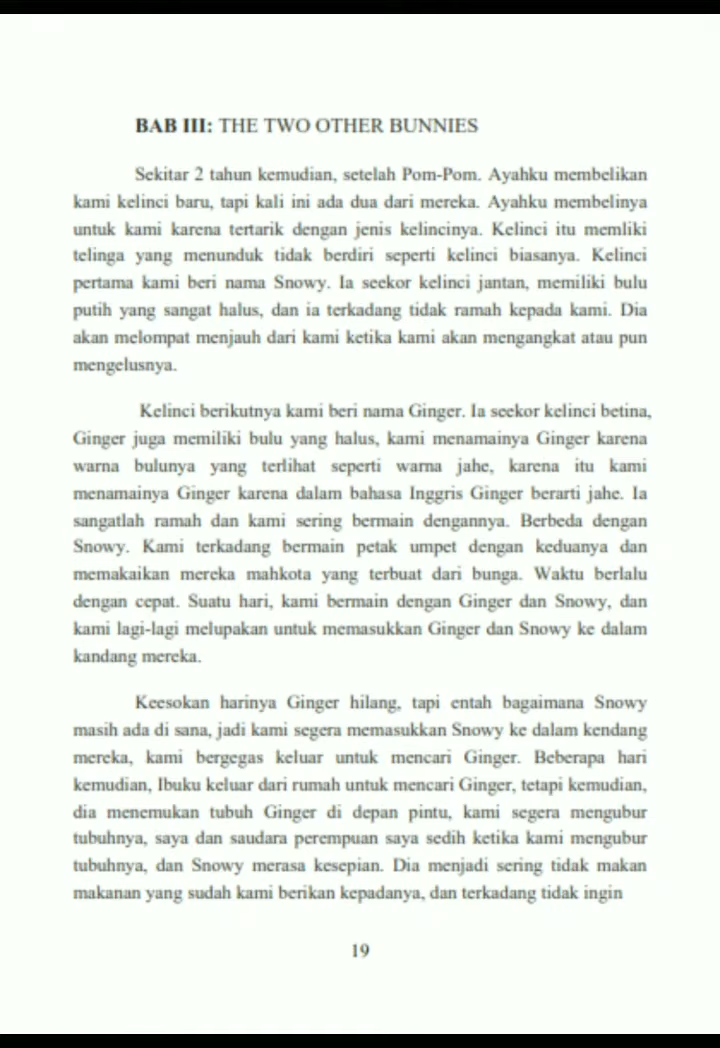 BAB III: THE TWO OTHER BUNNIES
Sekitar 2 tahun kemudian, setelah Pom-Pom. Ayahku membelikan
kami kelinci baru, tapi kali ini ada dua dari mereka. Ayahku membelinya
untuk kami karena tertarik dengan jenis kelincinya. Kelinci itu memliki
telinga yang menunduk tidak berdiri seperti kelinci biasanya. Kelinci
pertama kami beri nama Snowy. Ia seekor kelinci jantan, memiliki bulu
putih yang sangat halus, dan ia terkadang tidak ramah kepada kami. Dia
akan melompat menjauh dari kami ketika kami akan mengangkat atau pun
mengelusnya.
Kelinci berikutnya kami beri nama Ginger. Ia seekor kelinci betina,
Ginger juga memiliki bulu yang halus, kami menamainya Ginger karena
warna bulunya yang terlihat seperti warna jahe, karena itu kami
menamainya Ginger karena dalam bahasa Inggris Ginger berarti jahe. Ia
sangatlah ramah dan kami sering bermain dengannya. Berbeda dengan
Snowy. Kami terkadang bermain petak umpet dengan keduanya dan
memakaikan mereka mahkota yang terbuat dari bunga. Waktu berlalu
dengan cepat. Suatu hari, kami bermain dengan Ginger dan Snowy, dan
kami lagi-lagi melupakan untuk memasukkan Ginger dan Snowy ke dalam
kandang mereka.
Keesokan harinya Ginger hilang, tapi entah bagaimana Snowy
masih ada di sana, jadi kami segera memasukkan Snowy ke dalam kendang
mereka, kami bergegas keluar untuk mencari Ginger. Beberapa hari
kemudian, Ibuku keluar dari rumah untuk mencari Ginger, tetapi kemudian,
dia menemukan tubuh Ginger di depan pintu, kami segera mengubur
tubuhnya, saya dan saudara perempuan saya sedih ketika kami mengubur
tubuhnya, dan Snowy merasa kesepian. Dia menjadi sering tidak makan
makanan yang sudah kami berikan kepadanya, dan terkadang tidak ingin
19